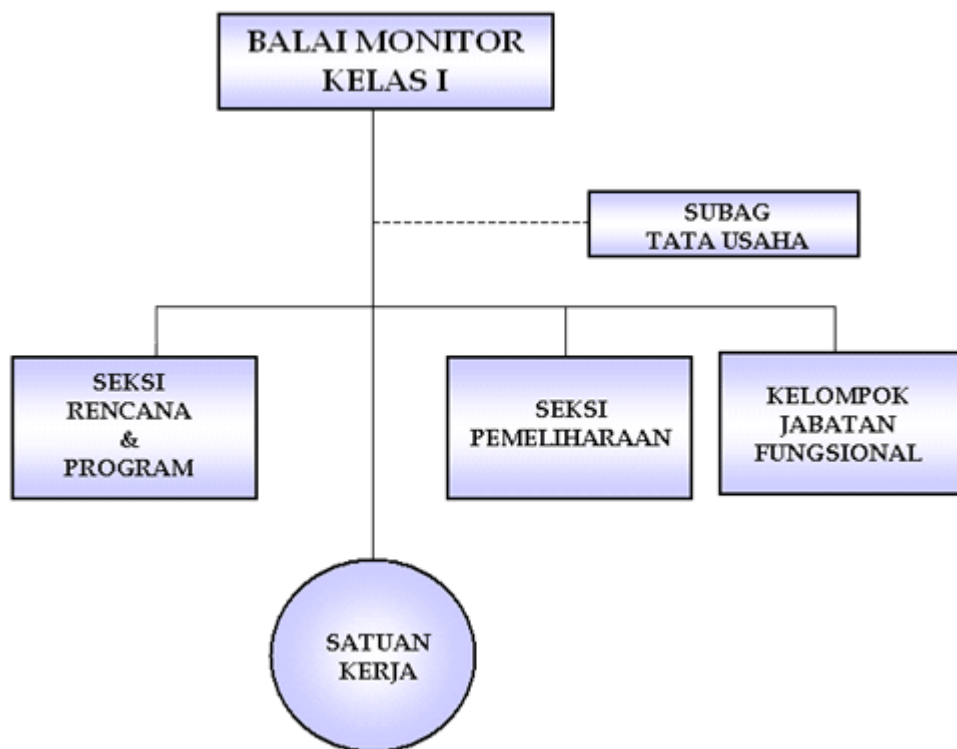 BALAI MONITOR
KELAS I
SUBAG
TATA USAHA
SEKSI
RENCANA
&
PROGRAM
SEKSI
PEMELIHARAAN
KELOMPOK
JABATAN
FUNGSIONAL
SATUAN
KERJA